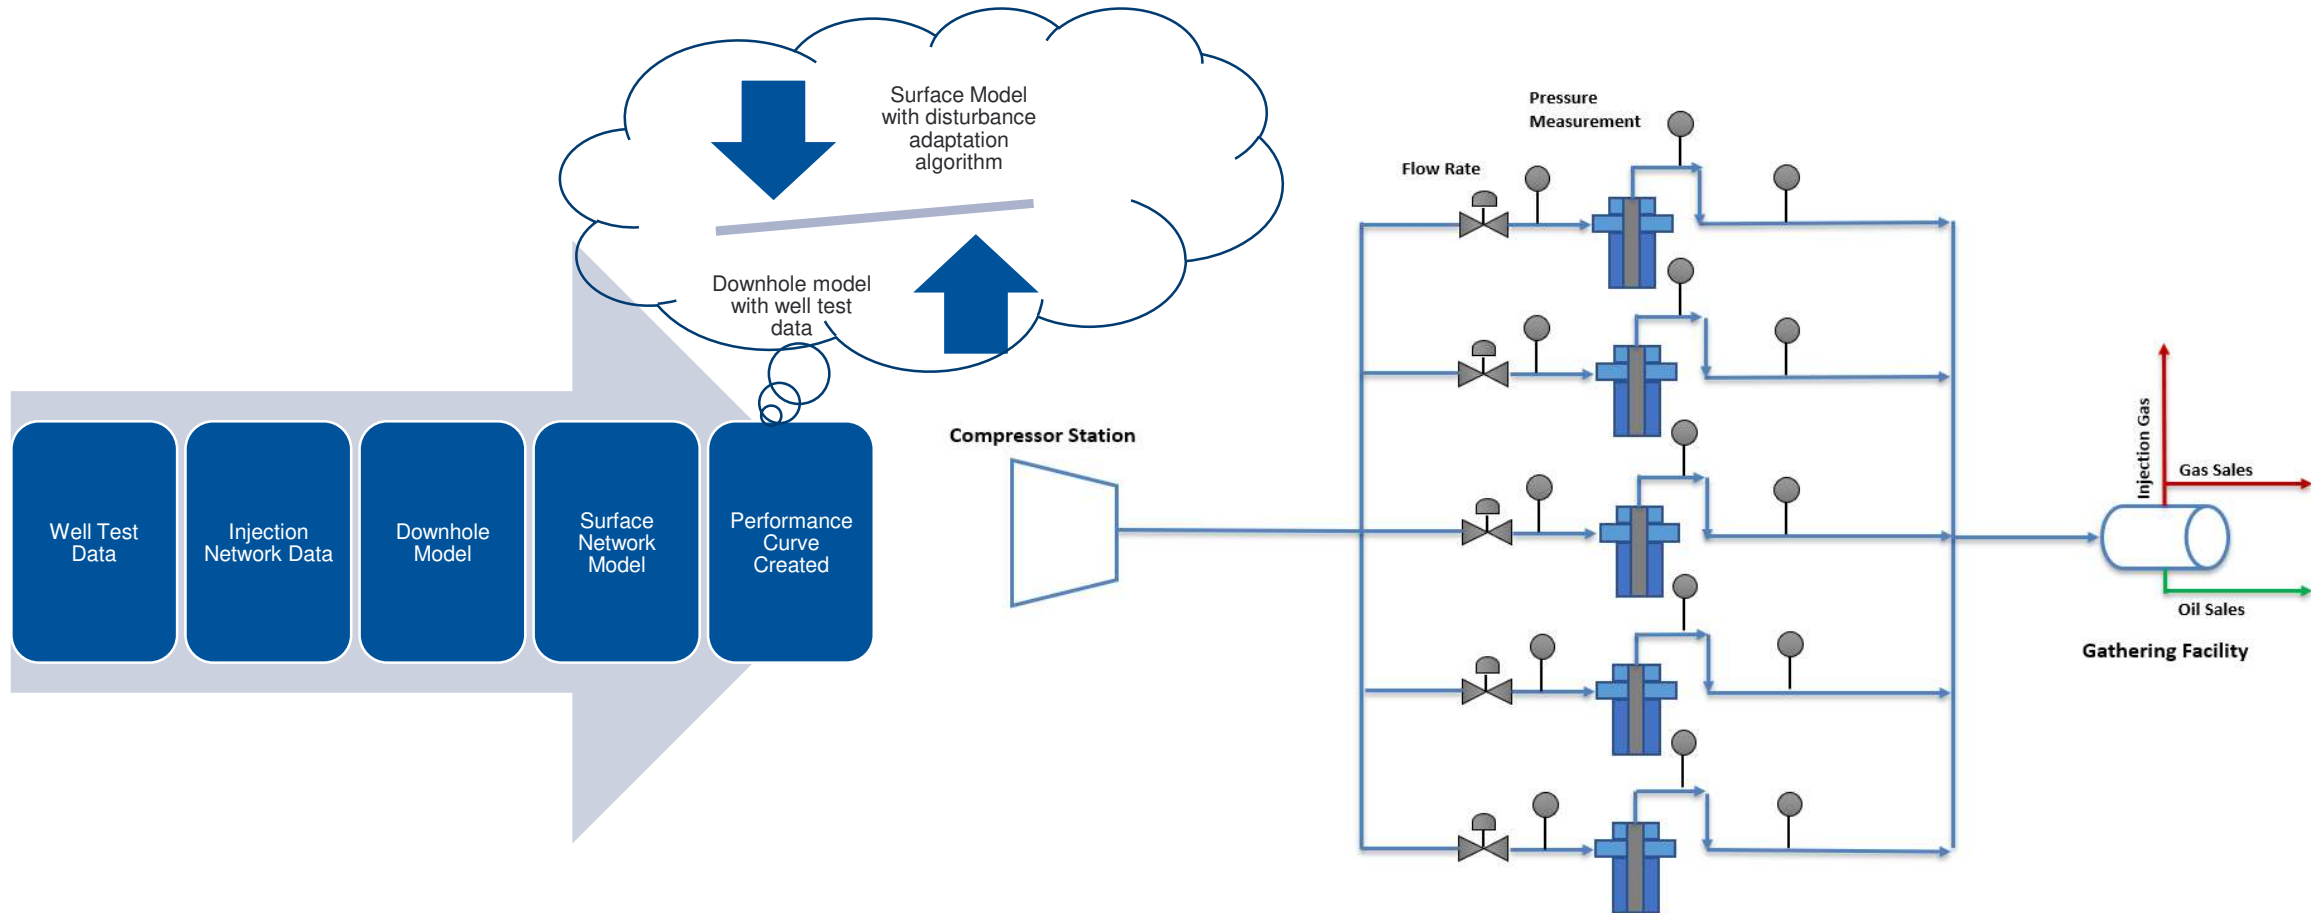 Surface Model
with disturbance
adaptation
algorithm
Downhole model
with well test
data
Well Test
Data
Injection
Network Data
Downhole
Model
Surface
Network
Model
Performance
Curve
Created
Compressor Station
Pressure
Measurement
Flow Rate
Injection Gas
Gas Sales
Oil Sales
Gathering Facility